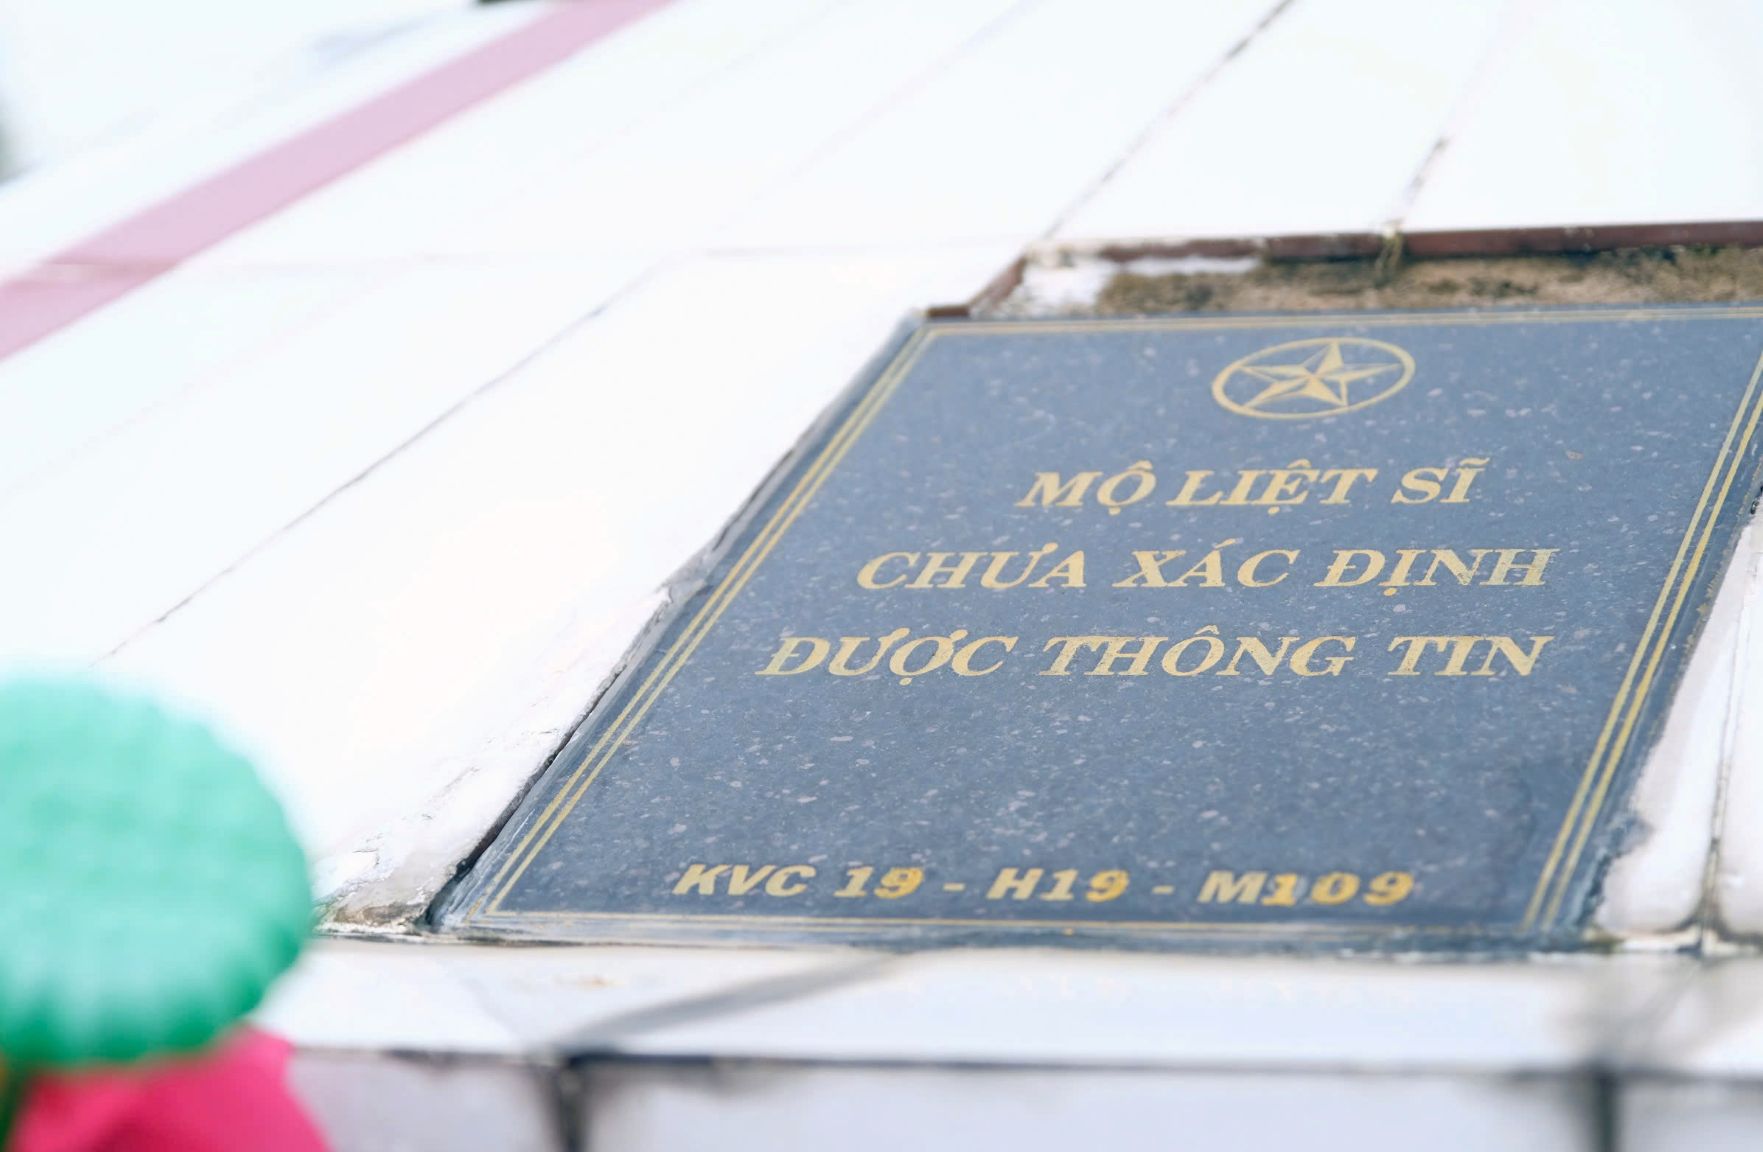 MỘ LIỆT SĨ
CHƯA XÁC ĐỊNH
ĐƯỢC THÔNG TIN
KVC 19 - H19 - M109